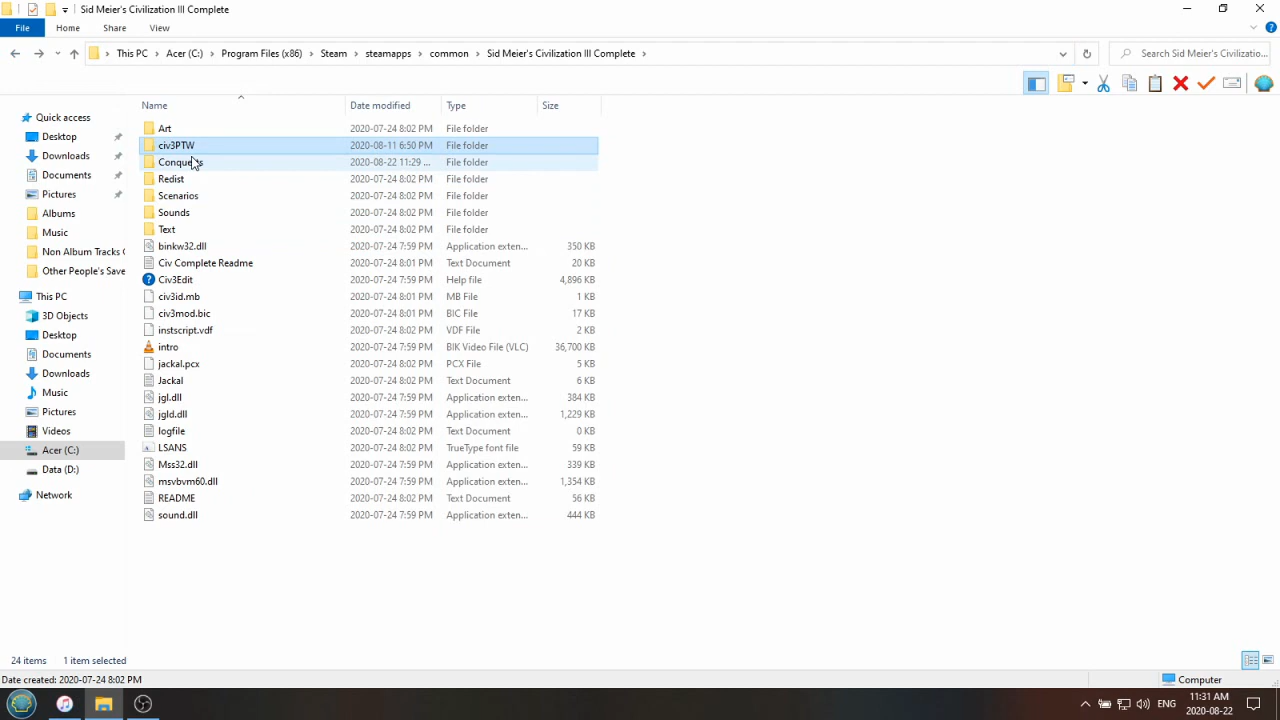 Sid Meier's Civilization III Complete
File Home Share View
This PC Acer (C:) Program Files (x86) Steam steamapps common Sid Meier's Civilization III Complete Search Sid Meier's Civilizatio...
Name Date modified Type Size
Quick access
Desktop
Downloads
Documents
Pictures
Albums
Music
Non Album Tracks
Other People's Save
This PC
3D Objects
Desktop
Documents
Downloads
Music
Pictures
Videos
Acer (C:)
Data (D:)
Network
Art 2020-07-24 8:02 PM File folder
civ3PTW 2020-08-11 6:50 PM File folder
Conquests 2020-08-22 11:29 ... File folder
Redist 2020-07-24 8:02 PM File folder
Scenarios 2020-07-24 8:02 PM File folder
Sounds 2020-07-24 8:02 PM File folder
Text 2020-07-24 8:02 PM File folder
binkw32.dll 2020-07-24 7:59 PM Application exten... 350 KB
Civ Complete Readme 2020-07-24 8:01 PM Text Document 20 KB
Civ3Edit 2020-07-24 7:59 PM Help file 4,896 KB
civ3id.mb 2020-07-24 8:01 PM MB File 1 KB
civ3mod.bic 2020-07-24 8:01 PM BIC File 17 KB
instscript.vdf 2020-07-24 8:02 PM VDF File 2 KB
intro 2020-07-24 7:59 PM BIK Video File (VLC) 36,700 KB
jackal.pcx 2020-07-24 8:02 PM PCX File 5 KB
Jackal 2020-07-24 8:02 PM Text Document 6 KB
jgl.dll 2020-07-24 7:59 PM Application exten... 384 KB
jgld.dll 2020-07-24 8:02 PM Application exten... 1,229 KB
logfile 2020-07-24 8:02 PM Text Document 0 KB
LSANS 2020-07-24 8:02 PM TrueType font file 59 KB
Mss32.dll 2020-07-24 7:59 PM Application exten... 339 KB
msvbvm60.dll 2020-07-24 7:59 PM Application exten... 1,354 KB
README 2020-07-24 8:02 PM Text Document 56 KB
sound.dll 2020-07-24 7:59 PM Application exten... 444 KB
24 items 1 item selected
Date created: 2020-07-24 8:02 PM Computer
ENG 11:31 AM
2020-08-22